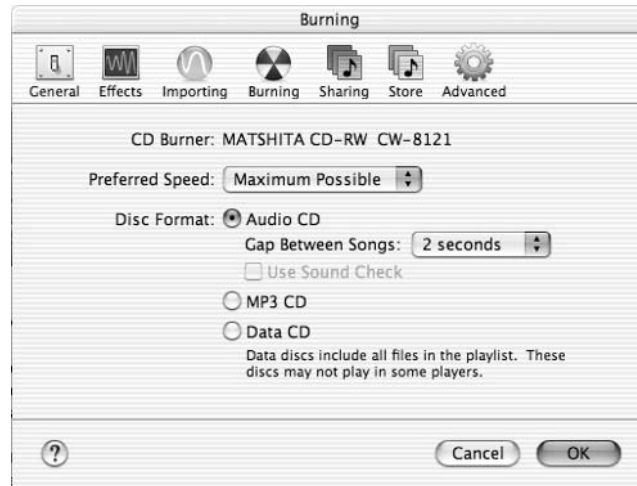 Burning
General Effects Importing Burning Sharing Store Advanced
CD Burner: MATSHITA CD-RW CW-8121
Preferred Speed: Maximum Possible
Disc Format: Audio CD
Gap Between Songs: 2 seconds
Use Sound Check
MP3 CD
Data CD
Data discs include all files in the playlist. These
discs may not play in some players.
? Cancel OK